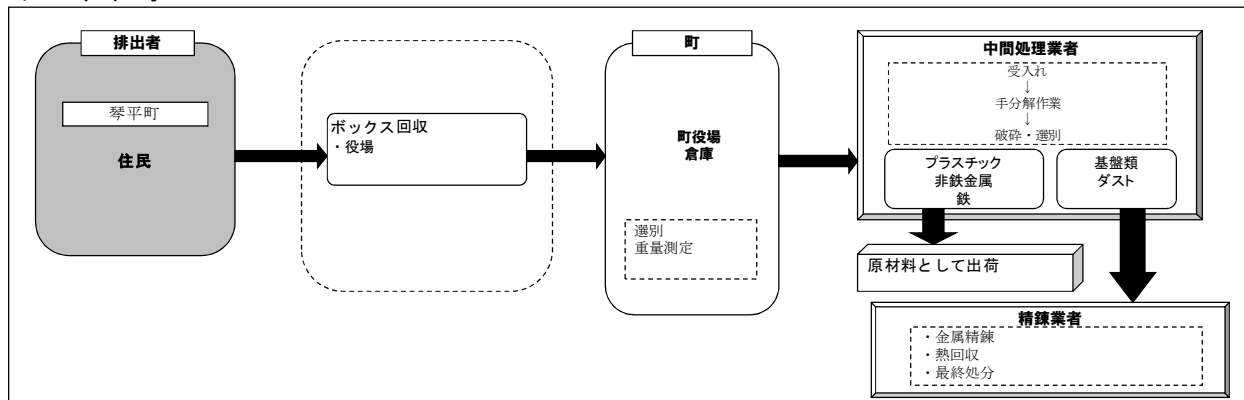 排出者
琴平町
住民
ボックス回収
・役場
町
町役場
倉庫
選別
重量測定
中間処理業者
受入れ
↓
手分解作業
↓
破砕・選別
プラスチック
非鉄金属
鉄
基盤類
ダスト
原材料として出荷
精錬業者
・金属精錬
・熱回収
・最終処分